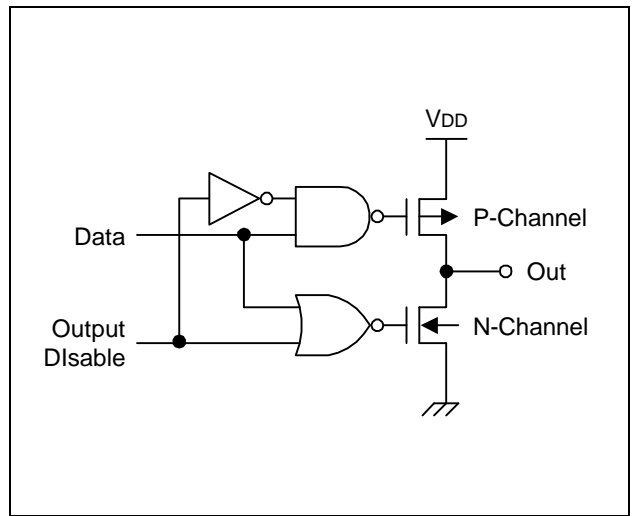 VDD
P-Channel
Data
Out
Output
DIsable
N-Channel